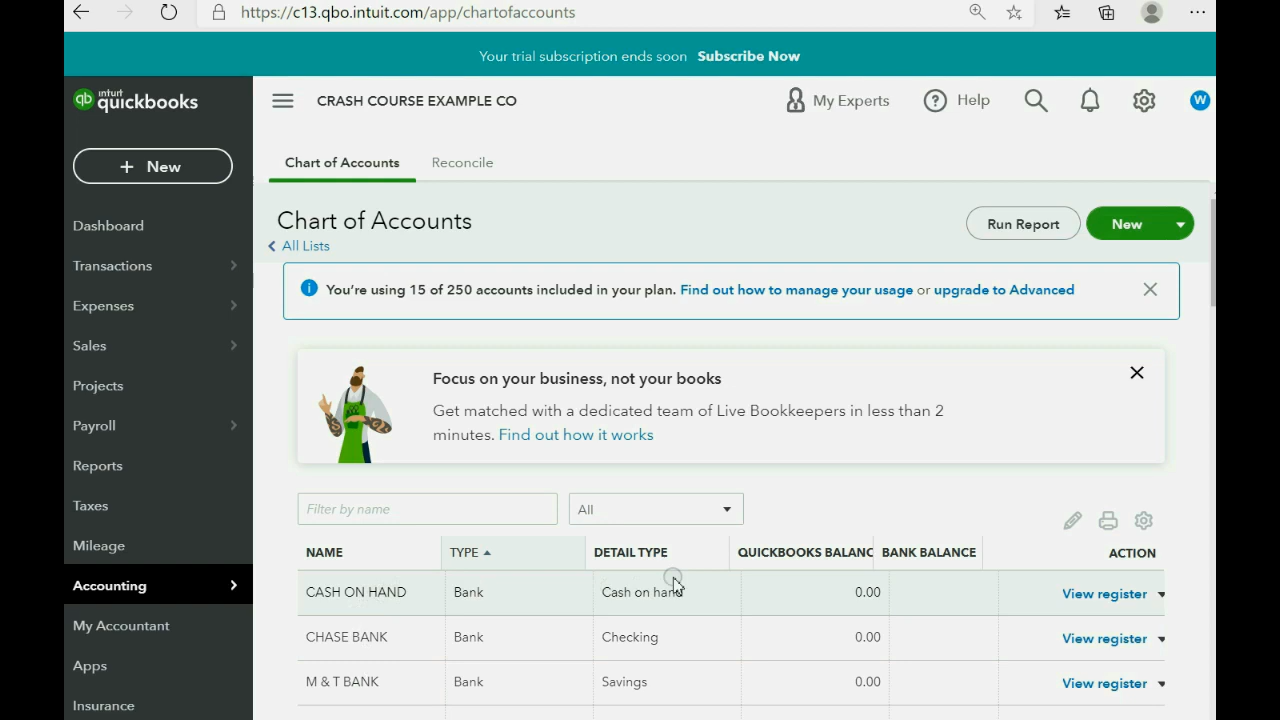 https://c13.qbo.intuit.com/app/chartofaccounts
Your trial subscription ends soon Subscribe Now
intuit quickbooks
CRASH COURSE EXAMPLE CO
My Experts
Help
W
+ New
Chart of Accounts
Reconcile
Dashboard
Transactions
Expenses
Sales
Projects
Payroll
Reports
Taxes
Mileage
Accounting
My Accountant
Apps
Insurance
Chart of Accounts
All Lists
Run Report
New
You're using 15 of 250 accounts included in your plan. Find out how to manage your usage or upgrade to Advanced
Focus on your business, not your books
Get matched with a dedicated team of Live Bookkeepers in less than 2
minutes. Find out how it works
Filter by name
All
NAME TYPE DETAIL TYPE QUICKBOOKS BALANC BANK BALANCE ACTION
CASH ON HAND Bank Cash on hand 0.00 View register
CHASE BANK Bank Checking 0.00 View register
M & T BANK Bank Savings 0.00 View register